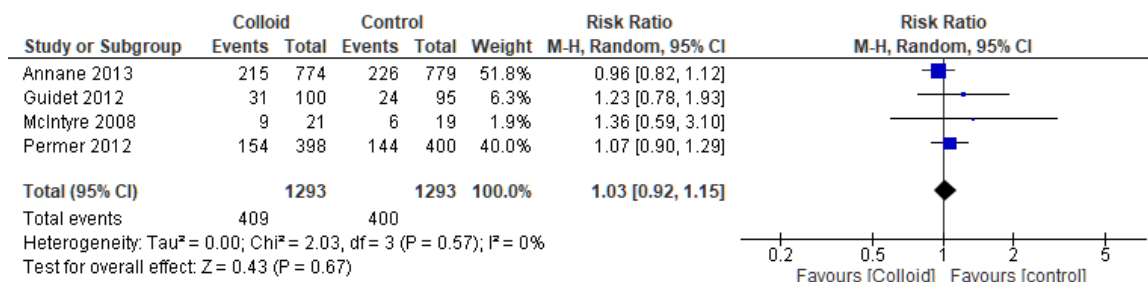 Colloid Control Risk Ratio Risk Ratio
Study or Subgroup Events Total Events Total Weight M-H, Random, 95% CI M-H, Random, 95% CI
Annane 2013 215 774 226 779 51.8% 0.96 [0.82, 1.12]
Guidet 2012 31 100 24 95 6.3% 1.23 [0.78, 1.93]
McIntyre 2008 9 21 6 19 1.9% 1.36 [0.59, 3.10]
Permer 2012 154 398 144 400 40.0% 1.07 [0.90, 1.29]
Total (95% CI) 1293 1293 100.0% 1.03 [0.92, 1.15]
Total events 409 400
Heterogeneity: Tau² = 0.00; Chi² = 2.03, df = 3 (P = 0.57); I² = 0%
Test for overall effect: Z = 0.43 (P = 0.67)
0.2 0.5 1 2 5
Favours [Colloid] Favours [control]